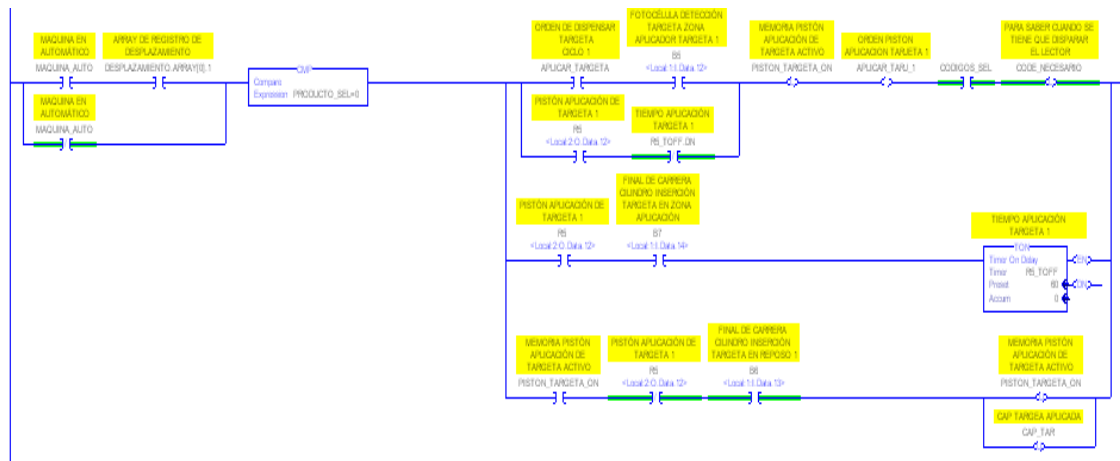 MAQUINA EN
AUTOMÁTICO
MAQUINA_AUTO
ARRAY DE REGISTRO DE
DESPLAZAMIENTO
DESPLAZAMIENTO.ARRAY[0].1
MAQUINA EN
AUTOMÁTICO
MAQUINA_AUTO
CMP
Compare
Expression PRODUCTO_SEL=0
ORDEN DE DISPENSAR
TARGETA
CICLO 1
APLICAR_TARGETA
FOTOCÉLULA DETECCIÓN
TARGETA ZONA
APLICADOR TARGETA 1
<Local:1:I.Data.12>
MEMORIA PISTÓN
APLICACIÓN DE
TARGETA ACTIVO
PISTON_TARGETA_ON
ORDEN PISTON
APLICACION TARJETA 1
APLICAR_TARJ_1
CODIGOS_SEL
PARA SABER CUANDO SE
TIENE QUE DISPARAR
EL LECTOR
CODE_NECESARIO
PISTÓN APLICACIÓN DE
TARGETA 1
R5
<Local:2:O.Data.12>
TIEMPO APLICACIÓN
TARGETA 1
R5_TOFF.DN
PISTÓN APLICACIÓN DE
TARGETA 1
R5
<Local:2:O.Data.12>
FINAL DE CARRERA
CILINDRO INSERCIÓN
TARGETA EN ZONA
APLICACIÓN
B7
<Local:1:I.Data.14>
TIEMPO APLICACIÓN
TARGETA 1
TON
Timer On Delay
Timer R5_TOFF
Preset 60
Accum 0
EN
DN
MEMORIA PISTÓN
APLICACIÓN DE
TARGETA ACTIVO
PISTON_TARGETA_ON
PISTÓN APLICACIÓN DE
TARGETA 1
R5
<Local:2:O.Data.12>
FINAL DE CARRERA
CILINDRO INSERCIÓN
TARGETA EN REPOSO 1
B6
<Local:1:I.Data.13>
MEMORIA PISTÓN
APLICACIÓN DE
TARGETA ACTIVO
PISTON_TARGETA_ON
CAP TARGEA APLICADA
CAP_TAR